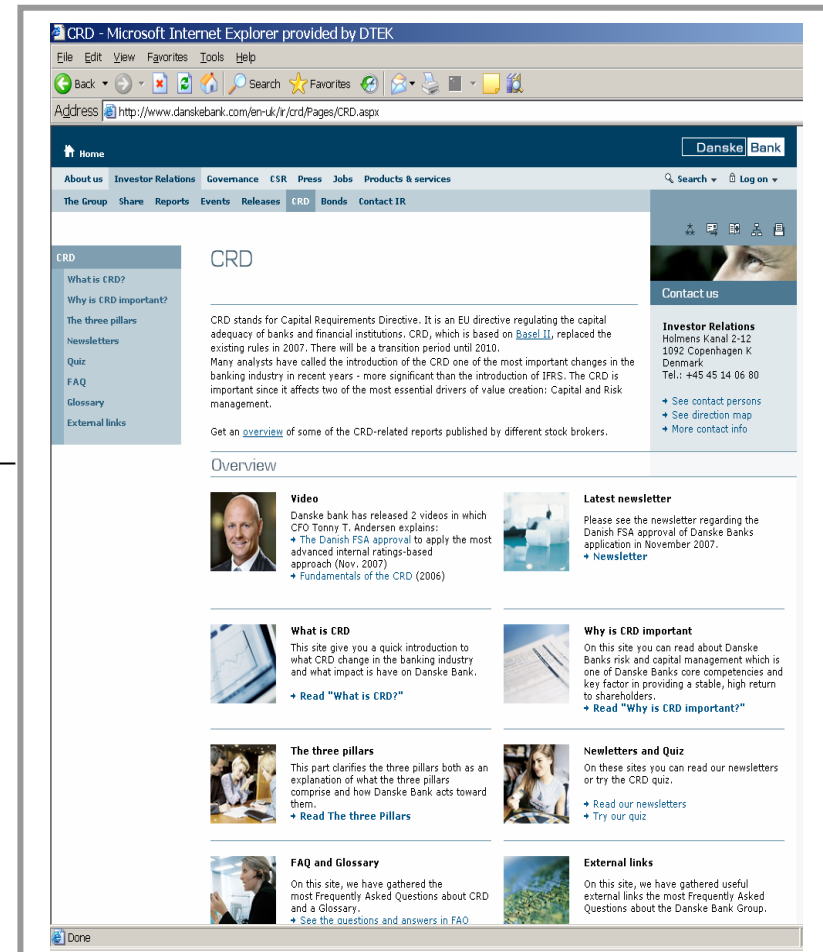 CRD - Microsoft Internet Explorer provided by DTEK
File Edit View Favorites Tools Help
Back Search Favorites
Address http://www.danskebank.com/en-uk/ir/crd/Pages/CRD.aspx
Home
Danske Bank
About us Investor Relations Governance CSR Press Jobs Products & services
Search Log on
The Group Share Reports Events Releases CRD Bonds Contact IR
CRD
What is CRD?
Why is CRD important?
The three pillars
Newsletters
Quiz
FAQ
Glossary
External links
CRD
CRD stands for Capital Requirements Directive. It is an EU directive regulating the capital
adequacy of banks and financial institutions. CRD, which is based on Basel II, replaced the
existing rules in 2007. There will be a transition period until 2010.
Many analysts have called the introduction of the CRD one of the most important changes in the
banking industry in recent years - more significant than the introduction of IFRS. The CRD is
important since it affects two of the most essential drivers of value creation: Capital and Risk
management.
Get an overview of some of the CRD-related reports published by different stock brokers.
Contact us
Investor Relations
Holmens Kanal 2-12
1092 Copenhagen K
Denmark
Tel.: +45 45 14 06 80
See contact persons
See direction map
More contact info
Overview
Video
Danske bank has released 2 videos in which
CFO Tonny T. Andersen explains:
The Danish FSA approval to apply the most
advanced internal ratings-based
approach (Nov. 2007)
Fundamentals of the CRD (2006)
Latest newsletter
Please see the newsletter regarding the
Danish FSA approval of Danske Banks
application in November 2007.
Newsletter
What is CRD
This site give you a quick introduction to
what CRD change in the banking industry
and what impact is have on Danske Bank.
Read "What is CRD?"
Why is CRD important
On this site you can read about Danske
Banks risk and capital management which is
one of Danske Banks core competencies and
key factor in providing a stable, high return
to shareholders.
Read "Why is CRD important?"
The three pillars
This part clarifies the three pillars both as an
explanation of what the three pillars
comprise and how Danske Bank acts toward
them.
Read The three Pillars
Newletters and Quiz
On these sites you can read our newsletters
or try the CRD quiz.
Read our newsletters
Try our quiz
FAQ and Glossary
On this site, we have gathered the
most Frequently Asked Questions about CRD
and a Glossary.
See the questions and answers in FAQ
External links
On this site, we have gathered useful
external links the most Frequently Asked
Questions about the Danske Bank Group.
Done